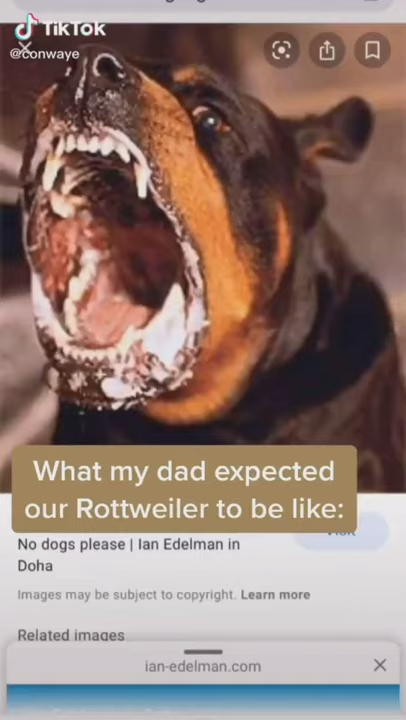 TikTok
@conwaye
What my dad expected
our Rottweiler to be like:
No dogs please | Ian Edelman in
Doha
Images may be subject to copyright. Learn more
Related images
ian-edelman.com